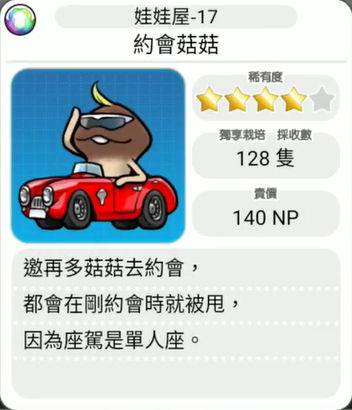 娃娃屋-17
約會菇菇
稀有度
獨享栽培 採收數
128 隻
賣價
140 NP
邀再多菇菇去約會，
都會在剛約會時就被甩，
因為座駕是單人座。